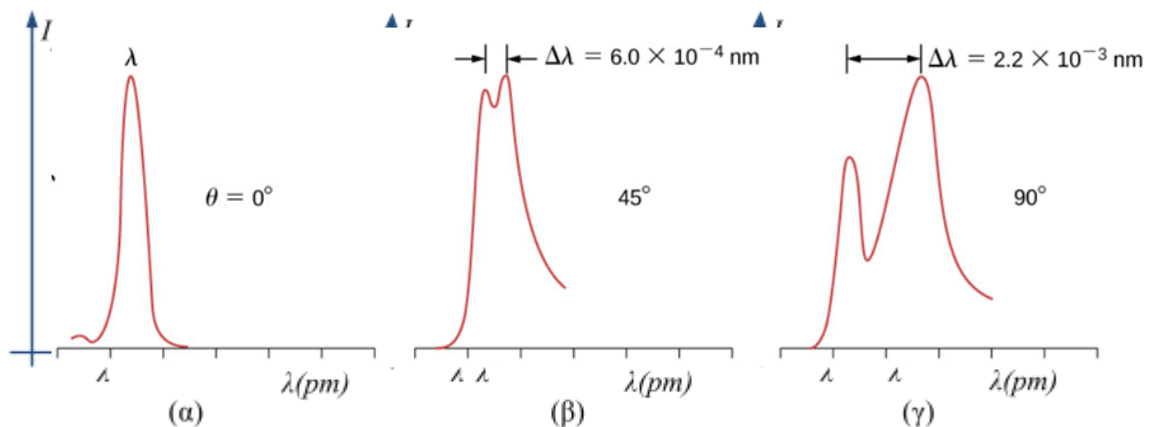 I
λ
θ = 0°
λ(pm)
(α)
Δλ = 6.0 × 10⁻⁴ nm
45°
λ(pm)
(β)
Δλ = 2.2 × 10⁻³ nm
90°
λ(pm)
(γ)